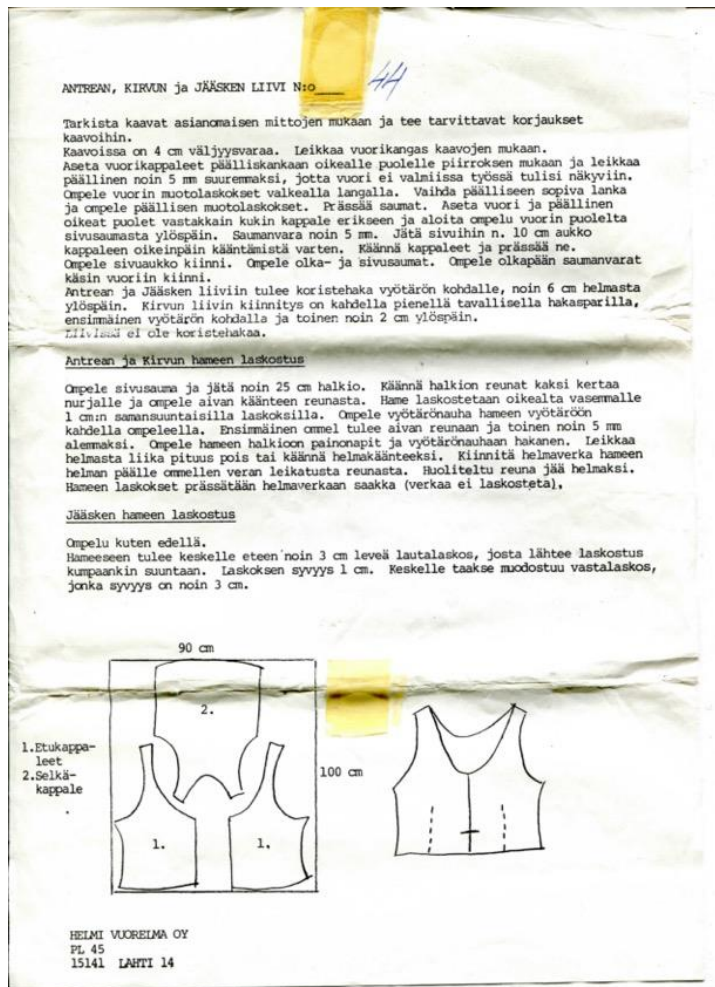 ANTREAN, KIRVUN ja JÄÄSKEN LIIVI N:o 44
Tarkista kaavat asianomaisen mittojen mukaan ja tee tarvittavat korjaukset
kaavoihin.
Kaavoissa on 4 cm väljyysvaraa. Leikkaa vuorikangas kaavojen mukaan.
Aseta vuorikappaleet päälliskankaan oikealle puolelle piirroksen mukaan ja leikkaa
päällinen noin 5 mm suuremmaksi, jotta vuori ei valmiissa työssä tulisi näkyviin.
Ompele vuorin muotolaskokset valkealla langalla. Vaihda päälliseen sopiva lanka
ja ompele päällisen muotolaskokset. Prässää saumat. Aseta vuori ja päällinen
oikeat puolet vastakkain kukin kappale erikseen ja aloita ompelu vuorin puolelta
sivusaumasta ylöspäin. Saumanvara noin 5 mm. Jätä sivuihin n. 10 cm aukko
kappaleen oikeinpäin kääntämistä varten. Käännä kappaleet ja prässää ne.
Ompele sivuaukko kiinni. Ompele olka- ja sivusaumat. Ompele olkapään saumanvarat
käsin vuoriin kiinni.
Antrean ja Jääsken liiviin tulee koristehaka vyötärön kohdalle, noin 6 cm helmasta
ylöspäin. Kirvun liivin kiinnitys on kahdella pienellä tavallisella hakasparilla,
ensimmäinen vyötärön kohdalla ja toinen noin 2 cm ylöspäin.
Liivissä ei ole koristehakaa.
Antrean ja Kirvun hameen laskostus
Ompele sivusauma ja jätä noin 25 cm halkio. Käännä halkion reunat kaksi kertaa
nurjalle ja ompele aivan käänteen reunasta. Hame laskostetaan oikealta vasemmalle
1 cm:n samansuuntaisilla laskoksilla. Ompele vyötärönauha hameen vyötäröön
kahdella ompeleella. Ensimmäinen ommel tulee aivan reunaan ja toinen noin 5 mm
alemmaksi. Ompele hameen halkioon painonapit ja vyötärönauhaan hakanen. Leikkaa
helmasta liika pituus pois tai käännä helmakäänteeksi. Kiinnitä helmaverka hameen
helman päälle ommellen veran leikatusta reunasta. Huoliteltu reuna jää helmaksi.
Hameen laskokset prässätään helmaverkaan saakka (verkaa ei laskosteta).
Jääsken hameen laskostus
Ompelu kuten edellä.
Hameeseen tulee keskelle eteen noin 3 cm leveä lautalaskos, josta lähtee laskostus
kumpaankin suuntaan. Laskoksen syvyys 1 cm. Keskelle taakse muodostuu vastalaskos,
jonka syvyys on noin 3 cm.
90 cm
2.
1.Etukappa-
leet
2.Selkä-
kappale
100 cm
1.
1.
HELMI VUORELMA OY
PL 45
15141 LAHTI 14